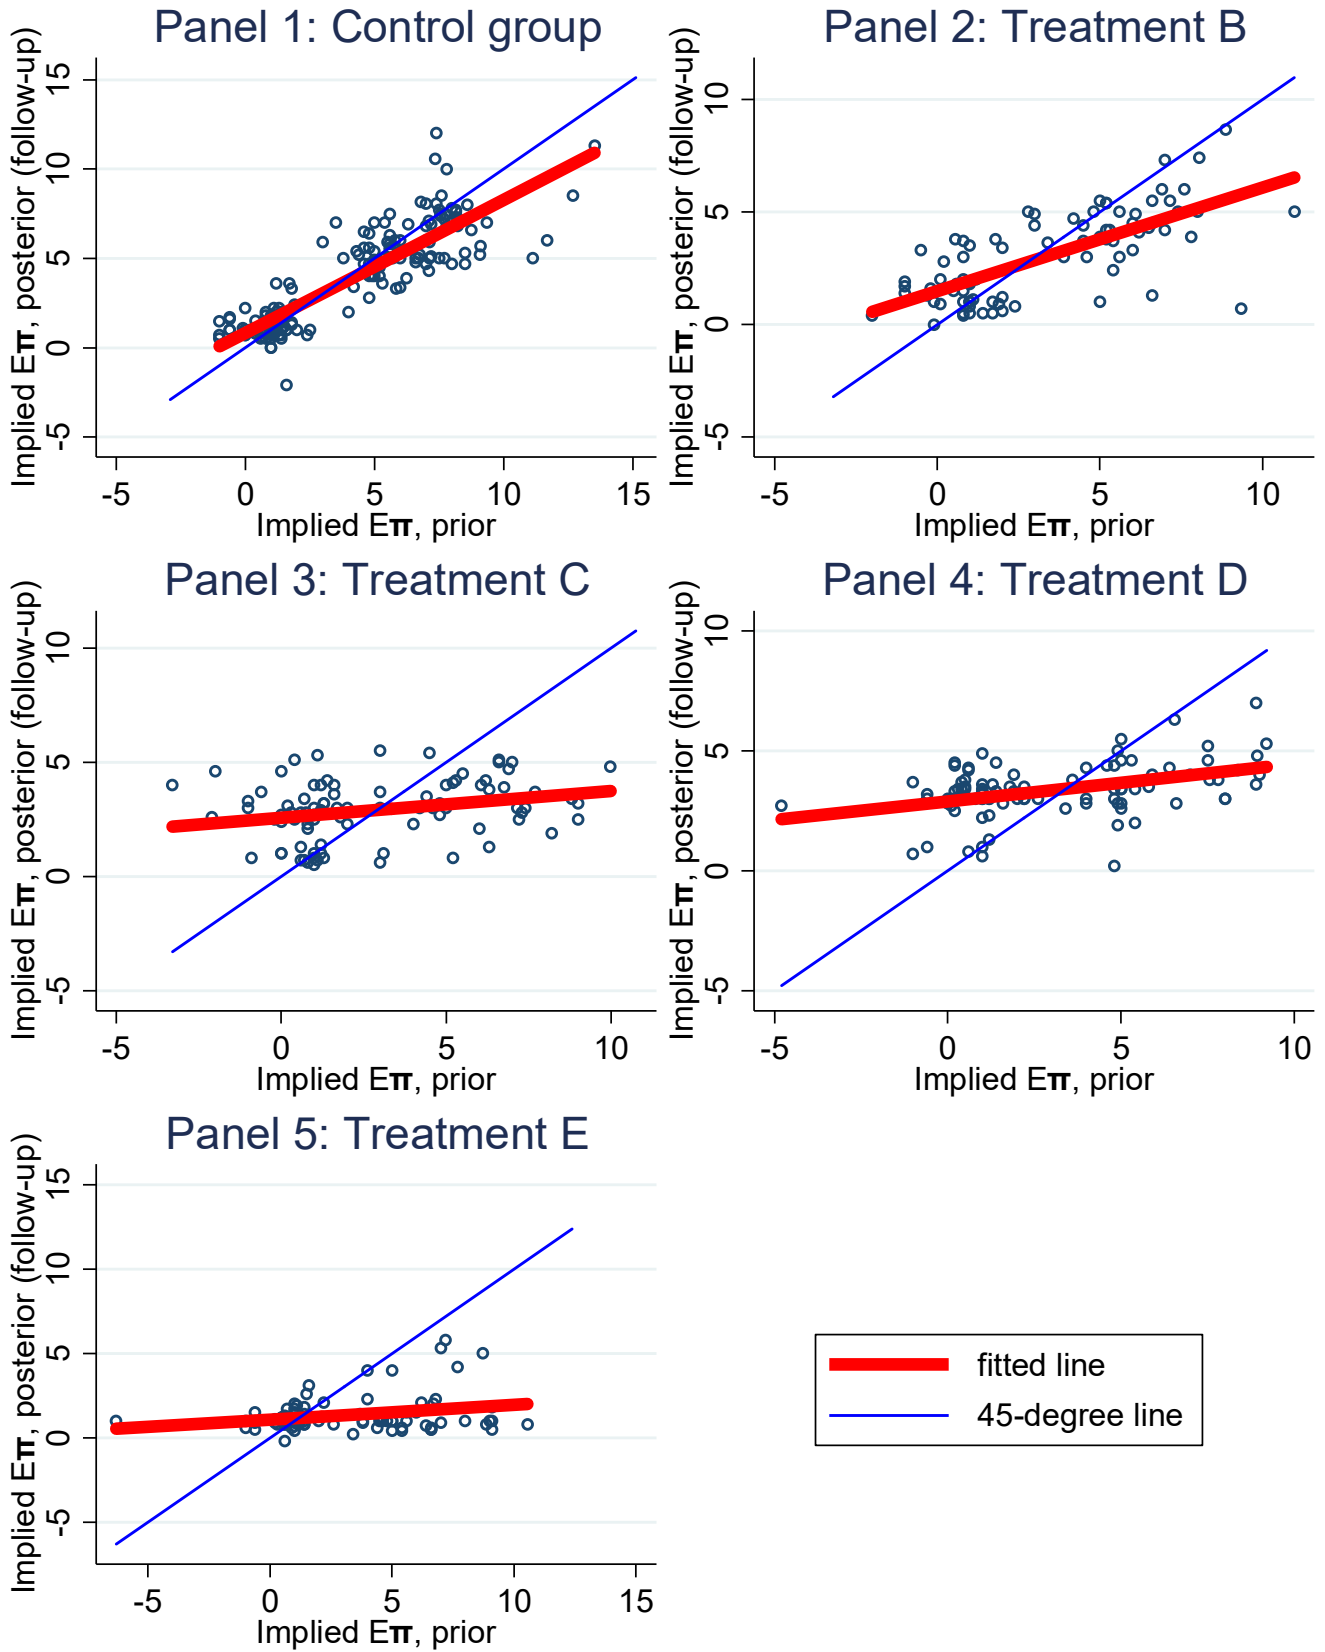 Panel 1: Control group
Implied Eπ, posterior (follow-up)
15
10
5
0
-5
-5 0 5 10 15
Implied Eπ, prior
Panel 2: Treatment B
Implied Eπ, posterior (follow-up)
10
5
0
-5
-5 0 5 10
Implied Eπ, prior
Panel 3: Treatment C
Implied Eπ, posterior (follow-up)
10
5
0
-5
-5 0 5 10
Implied Eπ, prior
Panel 4: Treatment D
Implied Eπ, posterior (follow-up)
10
5
0
-5
-5 0 5 10
Implied Eπ, prior
Panel 5: Treatment E
Implied Eπ, posterior (follow-up)
15
10
5
0
-5
-5 0 5 10 15
Implied Eπ, prior
fitted line
45-degree line